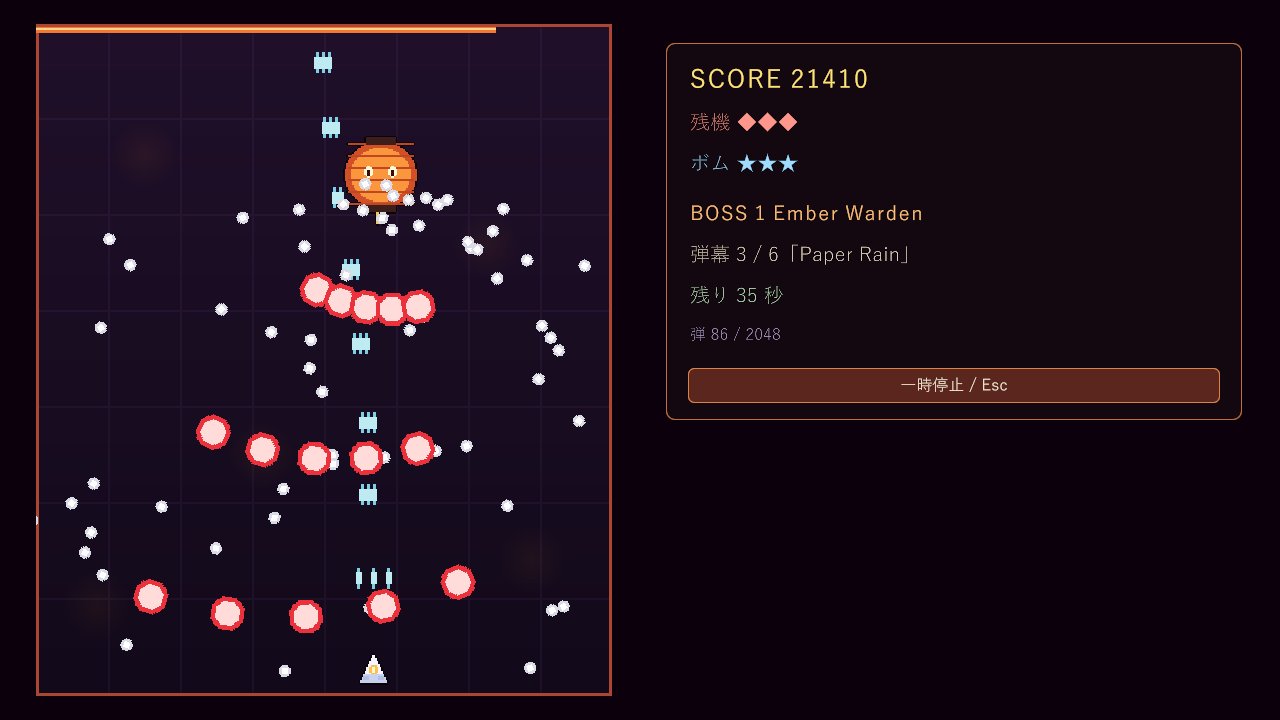 SCORE 21410
残機 ◆◆◆
ボム ★★★
BOSS 1 Ember Warden
弾幕 3 / 6「Paper Rain」
残り 35 秒
弾 86 / 2048
一時停止 / Esc